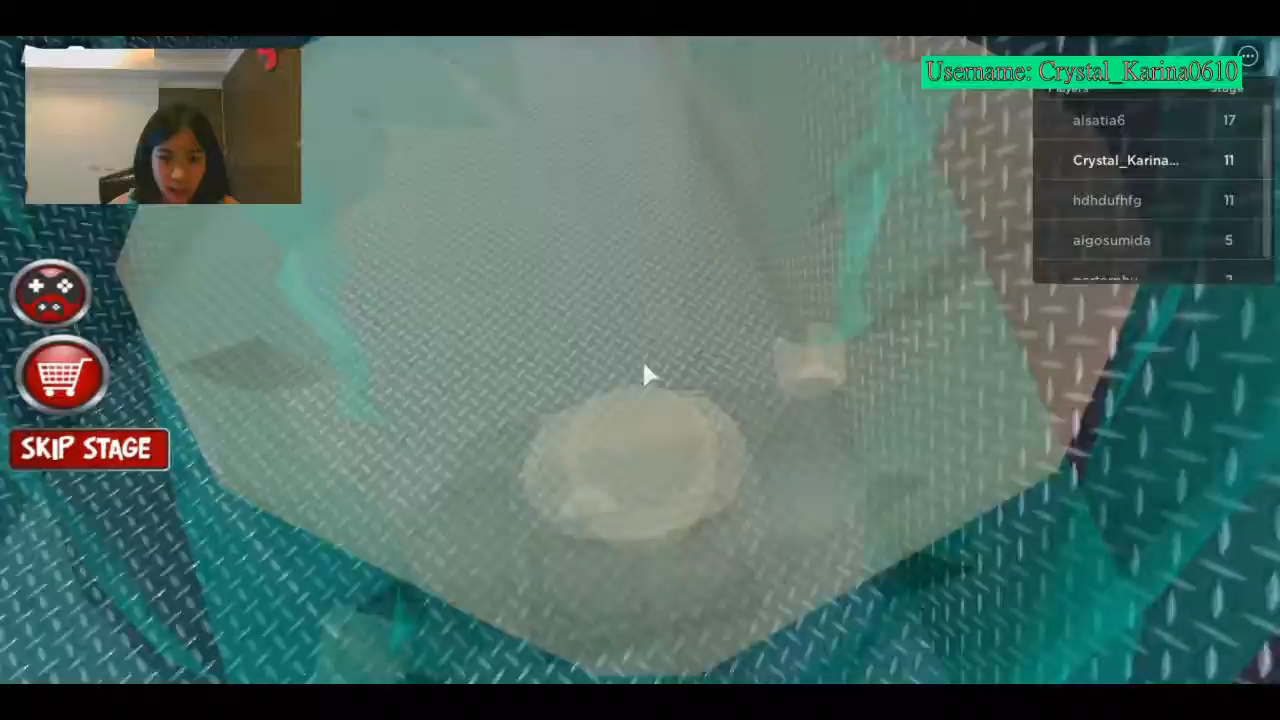 Username: Crystal_Karina0610
Players Stage
alsatia6 17
Crystal_Karina... 11
hdhdufhfg 11
aigosumida 5
SKIP STAGE